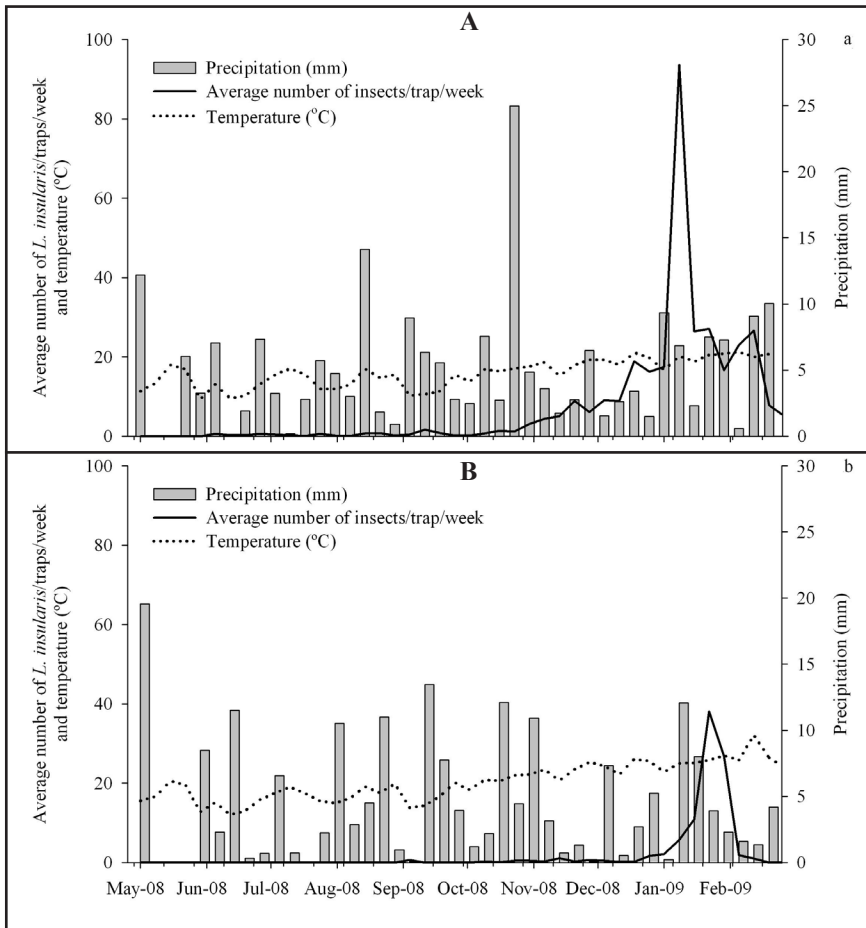 A
a
100
80
60
40
20
0
30
25
20
15
10
5
0
Precipitation (mm)
Average number of insects/trap/week
Temperature (°C)
Average number of L. insularis/traps/week
and temperature (°C)
Precipitation (mm)
B
b
100
80
60
40
20
0
30
25
20
15
10
5
0
Precipitation (mm)
Average number of insects/trap/week
Temperature (°C)
Average number of L. insularis/traps/week
and temperature (°C)
Precipitation (mm)
May-08 Jun-08 Jul-08 Aug-08 Sep-08 Oct-08 Nov-08 Dec-08 Jan-09 Feb-09